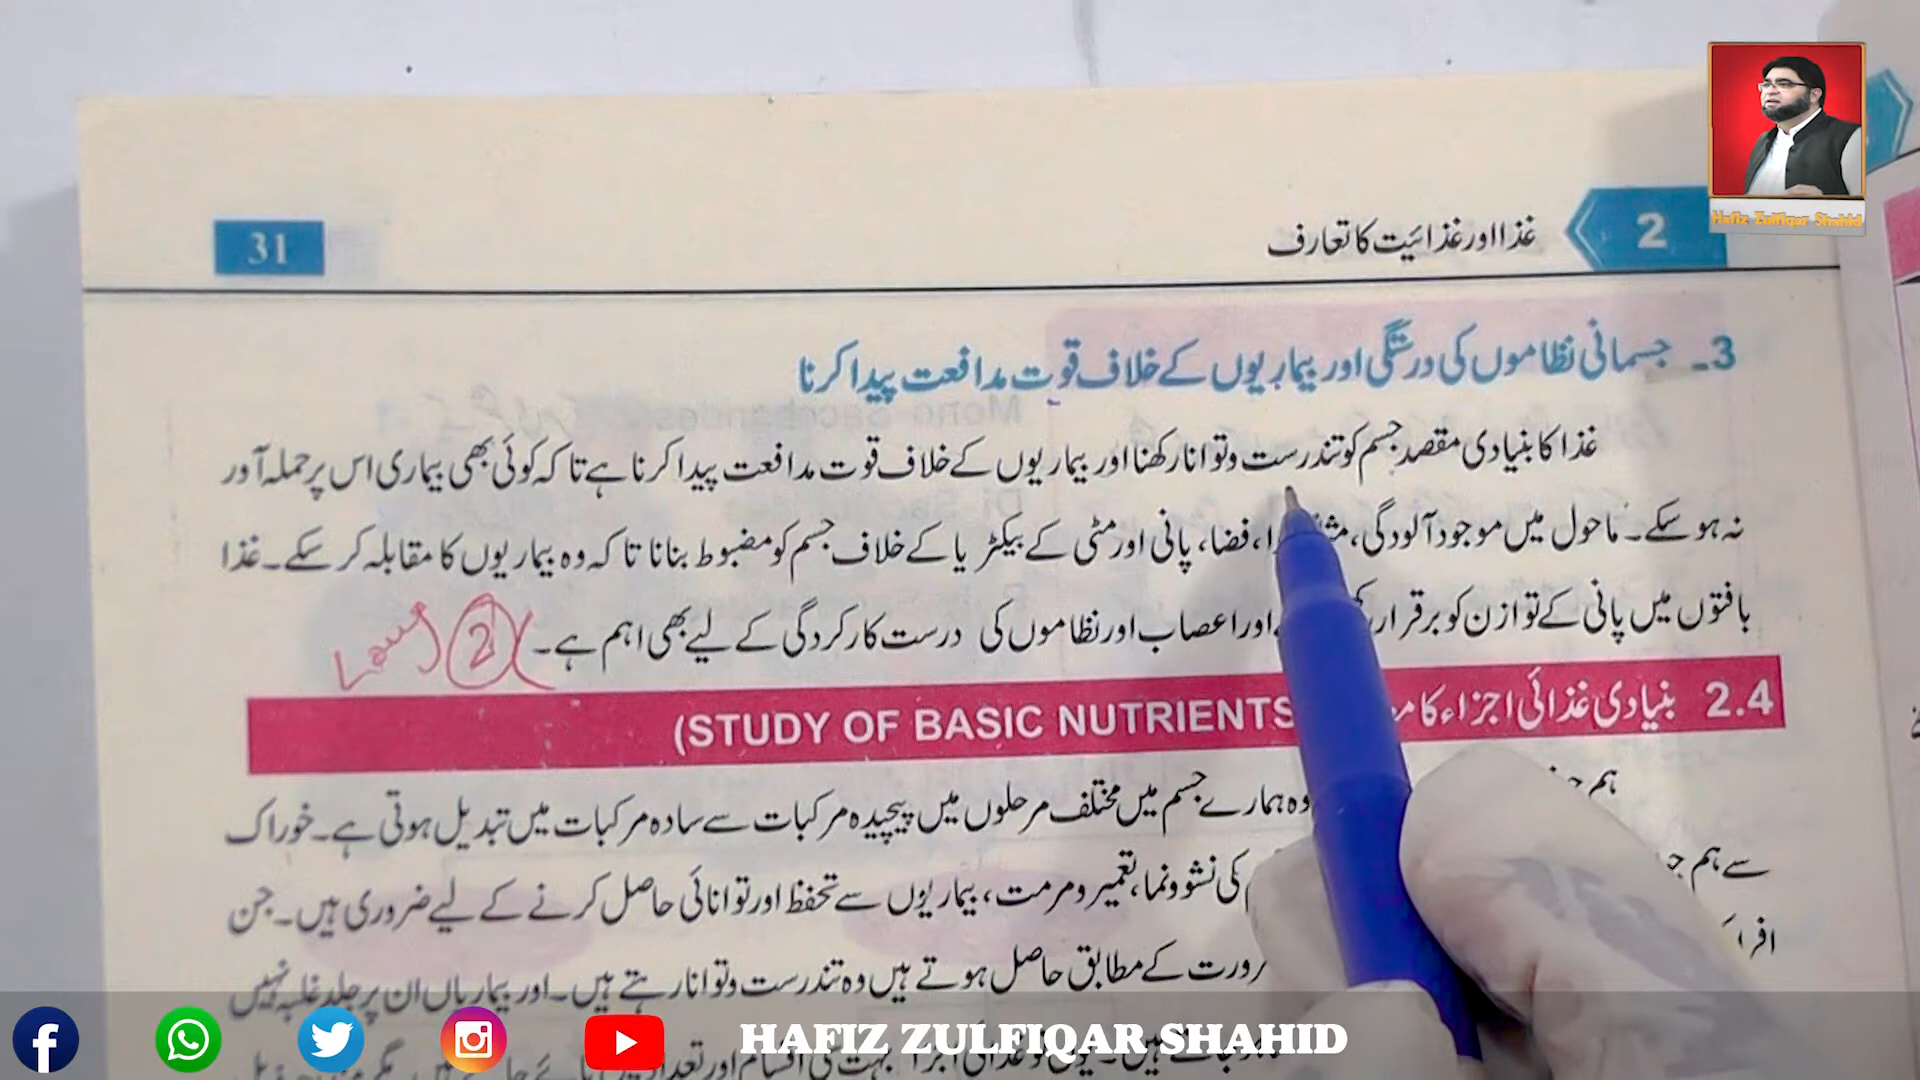 Hafiz Zulfiqar Shahid
2 غذا اور غذائیت کا تعارف 31
3۔ جسمانی نظاموں کی درستگی اور بیماریوں کے خلاف قوت مدافعت پیدا کرنا
غذا کا بنیادی مقصد جسم کو تندرست و توانا رکھنا اور بیماریوں کے خلاف قوت مدافعت پیدا کرنا ہے تا کہ کوئی بھی بیماری اس پر حملہ آور
نہ ہو سکے۔ ماحول میں موجود آلودگی، فضا، پانی اور مٹی کے بیکٹریا کے خلاف جسم کو مضبوط بنانا تا کہ وہ بیماریوں کا مقابلہ کر سکے۔ غذا
بافتوں میں پانی کے توازن کو برقرار اور اعصاب اور نظاموں کی درست کارکردگی کے لیے بھی اہم ہے۔ 2
2.4 بنیادی غذائی اجزاء کا (STUDY OF BASIC NUTRIENTS
ہم وہ ہمارے جسم میں مختلف مرحلوں میں پیچیدہ مرکبات سے سادہ مرکبات میں تبدیل ہوتی ہے۔ خوراک
سے ہم کی نشوونما، تعمیر و مرمت، بیماریوں سے تحفظ اور توانائی حاصل کرنے کے لیے ضروری ہیں۔ جن
کے مطابق حاصل ہوتے ہیں وہ تندرست و توانا رہتے ہیں۔ اور بیماریاں ان پر جلد غلبہ نہیں
HAFIZ ZULFIQAR SHAHID